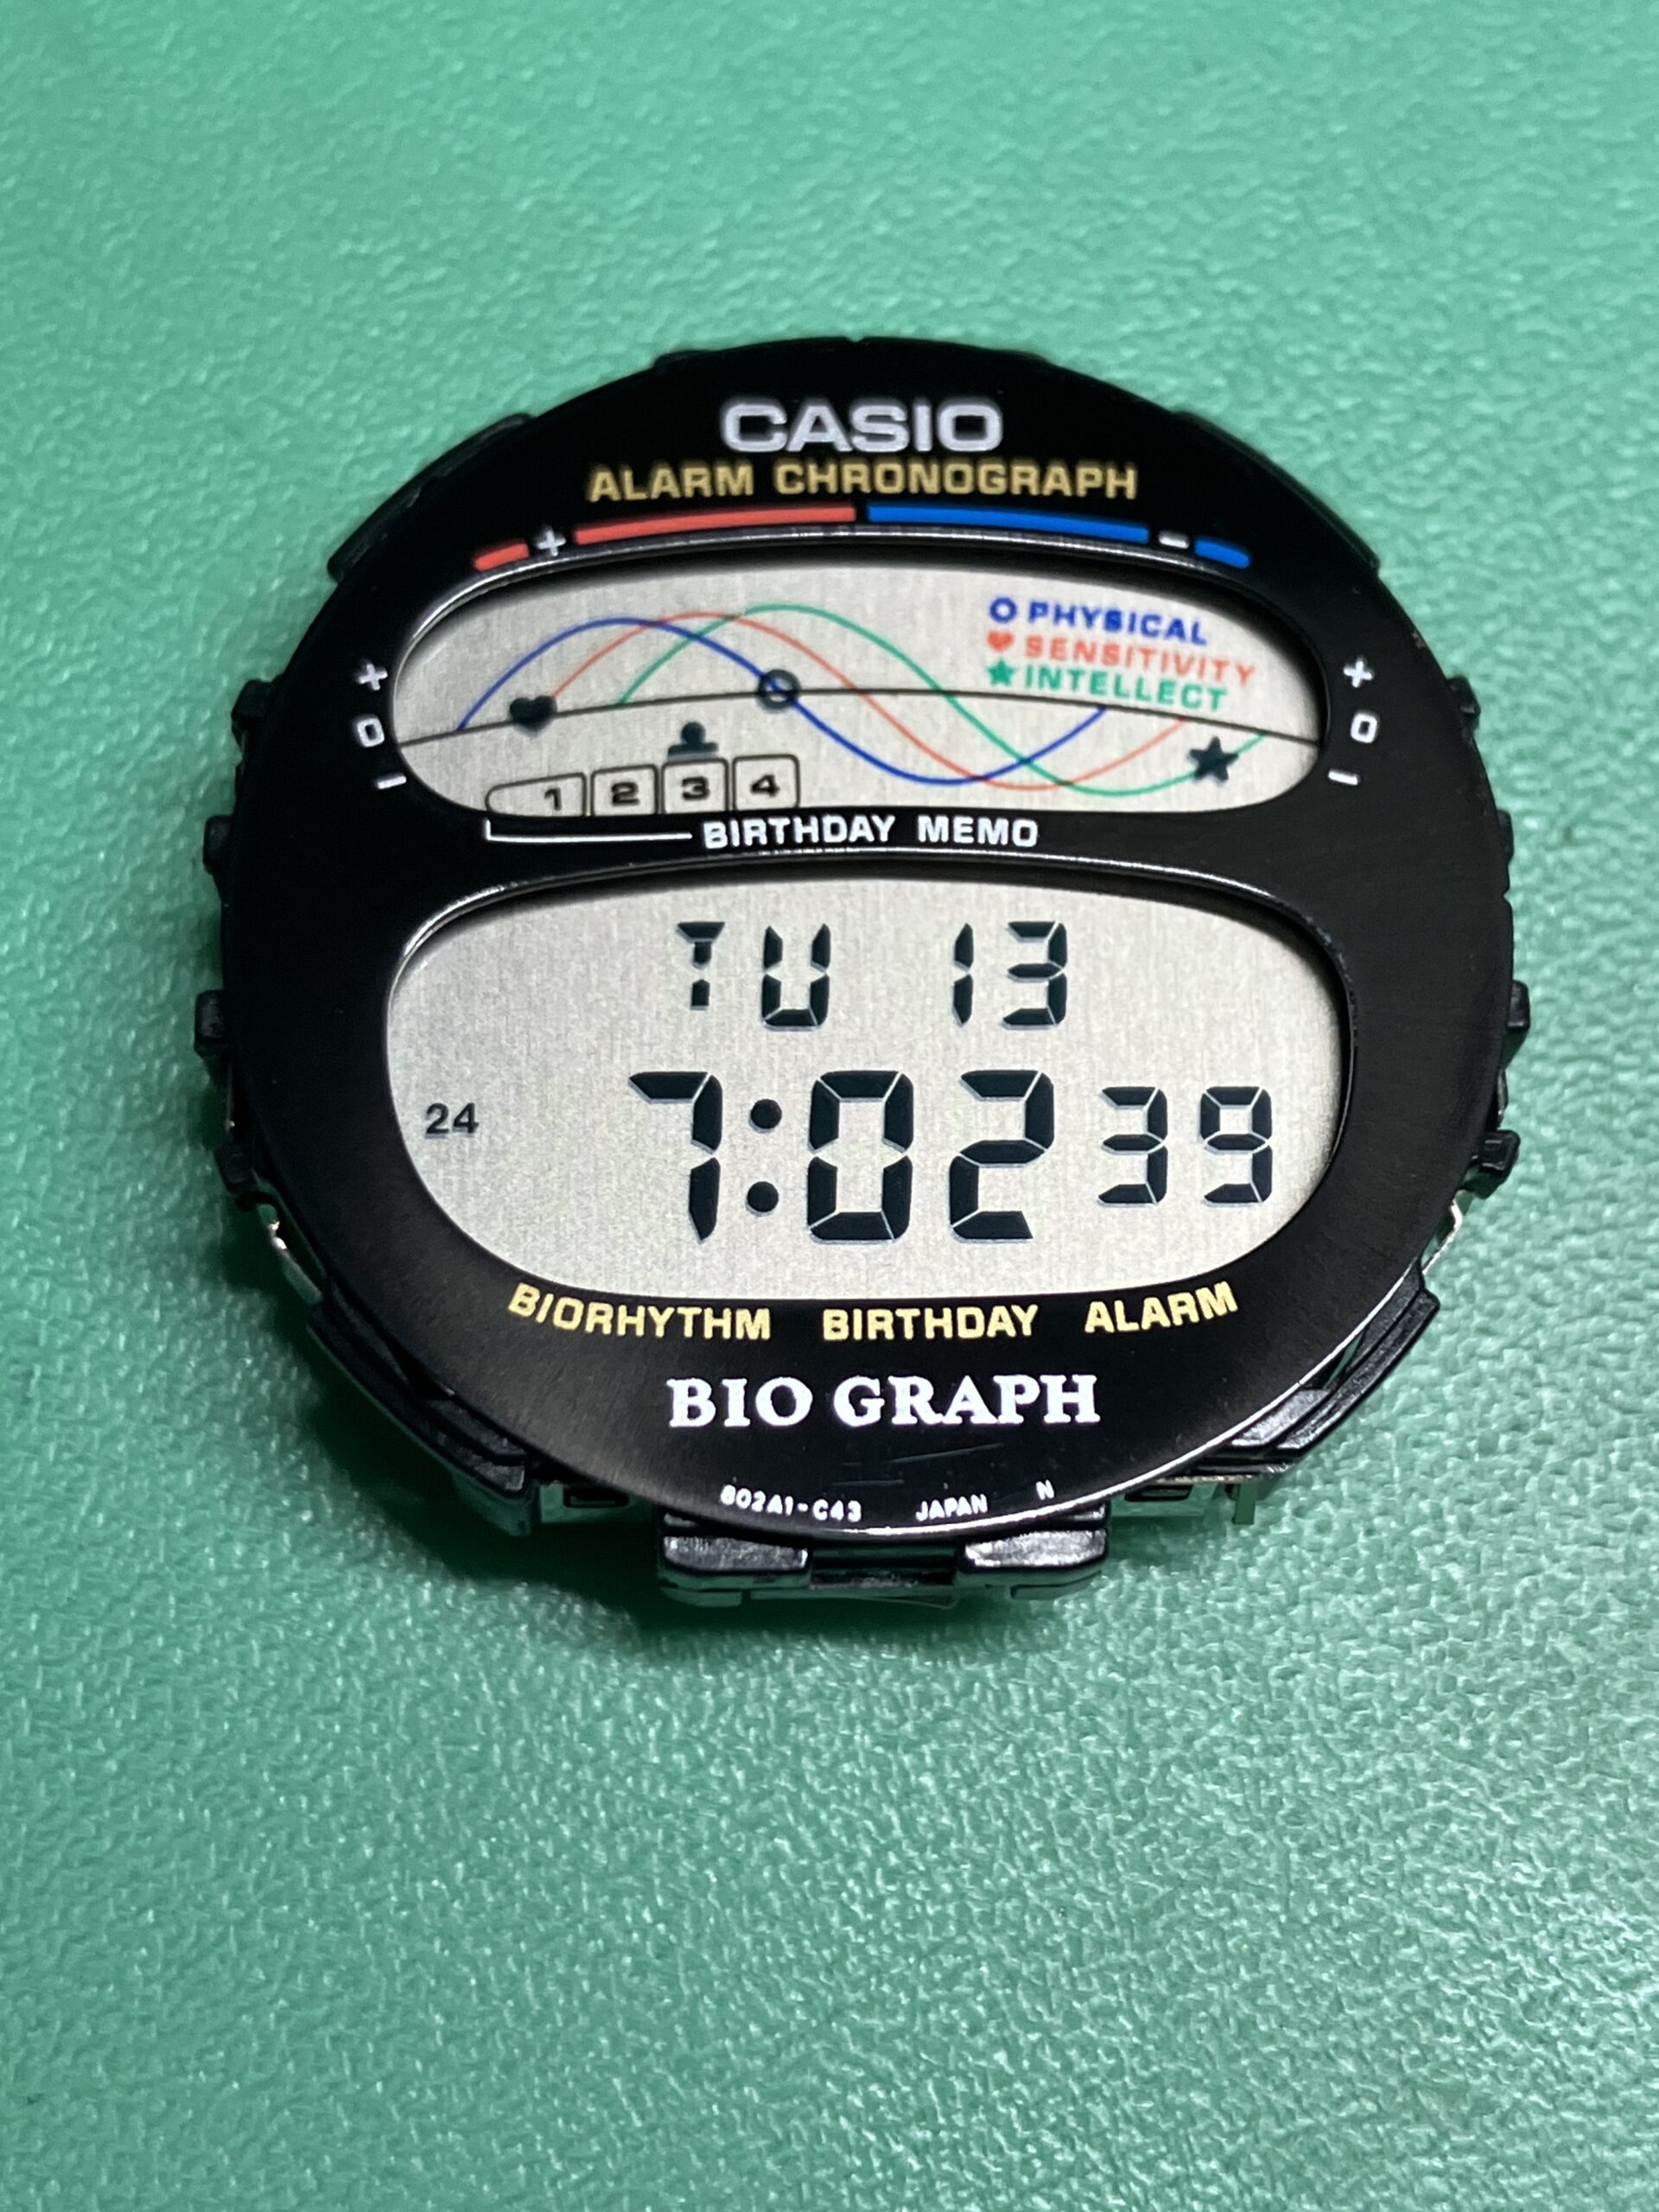 CASIO
ALARM CHRONOGRAPH
+ -
PHYSICAL
SENSITIVITY
INTELLECT
+ +
0 0
- -
1 2 3 4
BIRTHDAY MEMO
TU 13
24 7:02 39
BIORHYTHM BIRTHDAY ALARM
BIO GRAPH
802A1-C43 JAPAN N